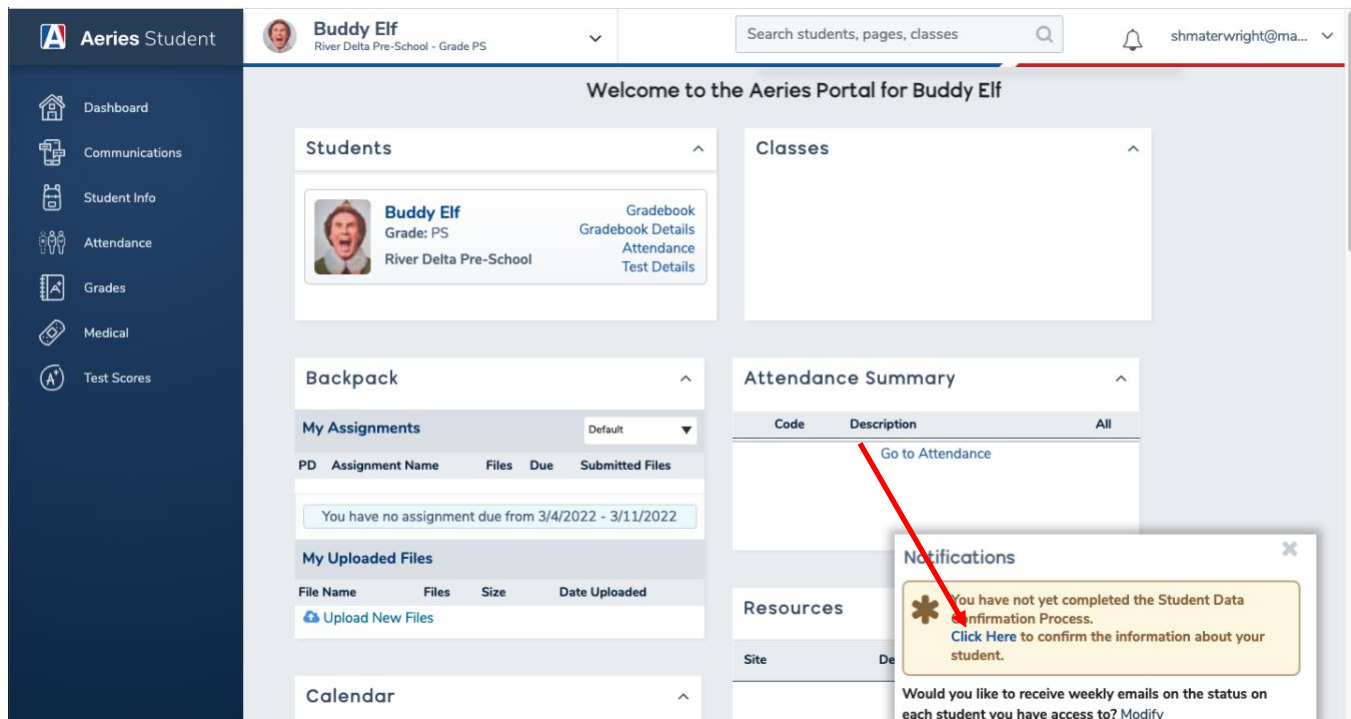 Aeries Student
Buddy Elf
River Delta Pre-School - Grade PS
Search students, pages, classes
shmaterwright@ma...
Dashboard
Communications
Student Info
Attendance
Grades
Medical
Test Scores
Welcome to the Aeries Portal for Buddy Elf
Students
Buddy Elf
Grade: PS
River Delta Pre-School
Gradebook
Gradebook Details
Attendance
Test Details
Classes
Backpack
My Assignments
Default
PD Assignment Name Files Due Submitted Files
You have no assignment due from 3/4/2022 - 3/11/2022
My Uploaded Files
File Name Files Size Date Uploaded
Upload New Files
Calendar
Attendance Summary
Code Description All
Go to Attendance
Resources
Site De
Notifications
You have not yet completed the Student Data
Confirmation Process.
Click Here to confirm the information about your
student.
Would you like to receive weekly emails on the status on
each student you have access to? Modify